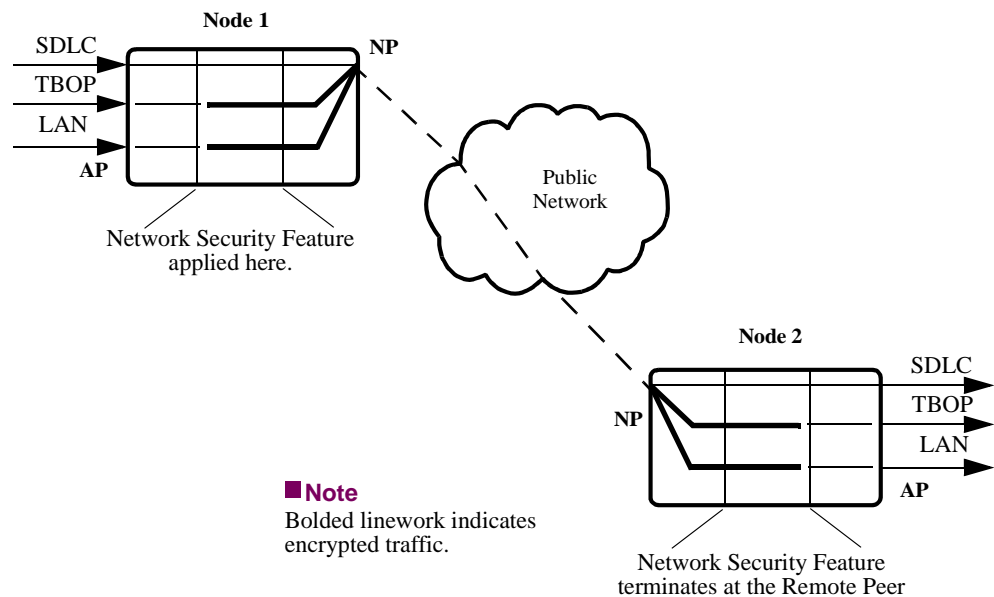 Node 1
NP
SDLC
TBOP
LAN
AP
Network Security Feature
applied here.
Public
Network
Node 2
SDLC
TBOP
LAN
NP
AP
Note
Bolded linework indicates
encrypted traffic.
Network Security Feature
terminates at the Remote Peer